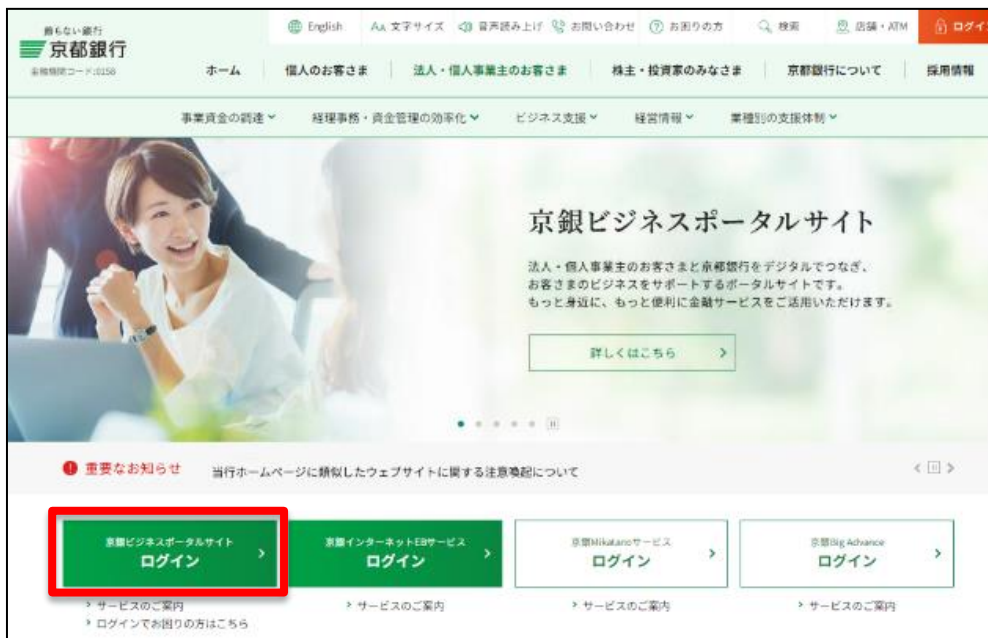 飾らない銀行
京都銀行
金融機関コード:0158
English
Aa 文字サイズ
音声読み上げ
お問い合わせ
お困りの方
検索
店舗・ATM
ログイン
ホーム
個人のお客さま
法人・個人事業主のお客さま
株主・投資家のみなさま
京都銀行について
採用情報
事業資金の調達
経理事務・資金管理の効率化
ビジネス支援
経営情報
業種別の支援体制
京銀ビジネスポータルサイト
法人・個人事業主のお客さまと京都銀行をデジタルでつなぎ、
お客さまのビジネスをサポートするポータルサイトです。
もっと身近に、もっと便利に金融サービスをご活用いただけます。
詳しくはこちら
重要なお知らせ
当行ホームページに類似したウェブサイトに関する注意喚起について
京銀ビジネスポータルサイト
ログイン
京銀インターネットEBサービス
ログイン
京銀Mikatanoサービス
ログイン
京銀Big Advance
ログイン
サービスのご案内
ログインでお困りの方はこちら
サービスのご案内
サービスのご案内
サービスのご案内